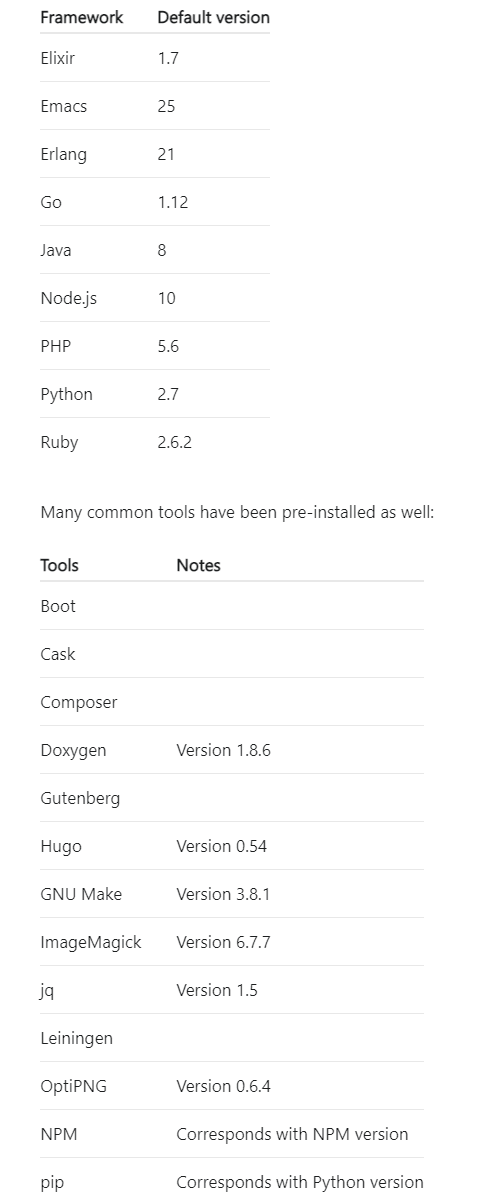 Framework Default version
Elixir 1.7
Emacs 25
Erlang 21
Go 1.12
Java 8
Node.js 10
PHP 5.6
Python 2.7
Ruby 2.6.2
Many common tools have been pre-installed as well:
Tools Notes
Boot
Cask
Composer
Doxygen Version 1.8.6
Gutenberg
Hugo Version 0.54
GNU Make Version 3.8.1
ImageMagick Version 6.7.7
jq Version 1.5
Leiningen
OptiPNG Version 0.6.4
NPM Corresponds with NPM version
pip Corresponds with Python version